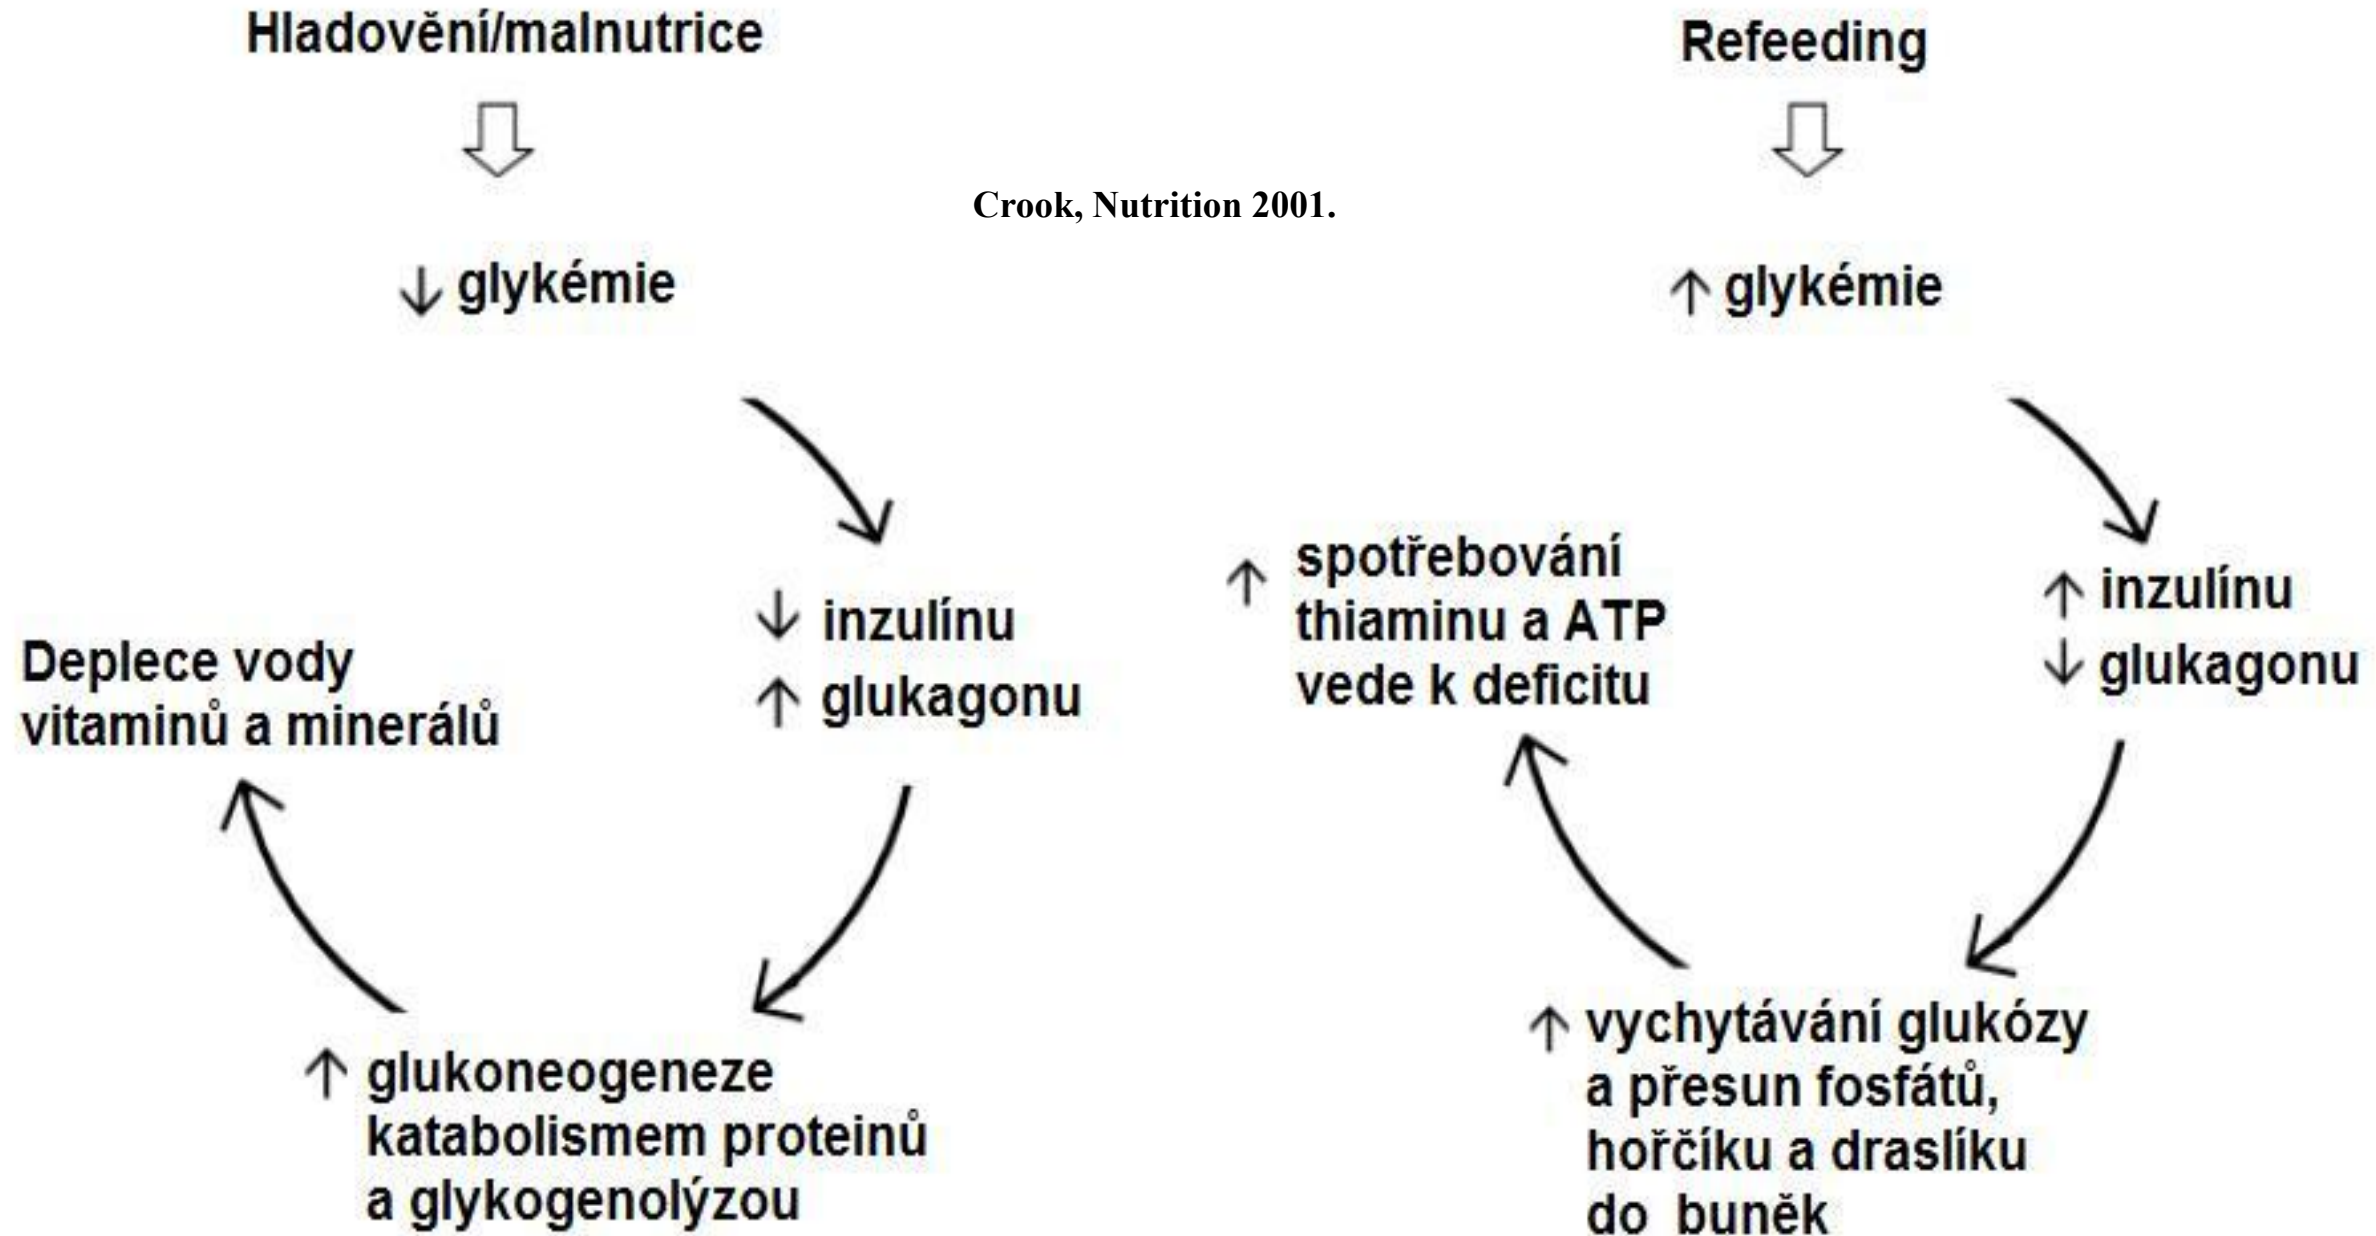 Hladovění/malnutrice
↓ glykémie
↓ inzulínu
↑ glukagonu
↑ glukoneogeneze
katabolismem proteinů
a glykogenolýzou
Deplece vody
vitaminů a minerálů
Crook, Nutrition 2001.
Refeeding
↑ glykémie
↑ inzulínu
↓ glukagonu
↑ vychytávání glukózy
a přesun fosfátů,
hořčíku a draslíku
do buněk
↑ spotřebování
thiaminu a ATP
vede k deficitu